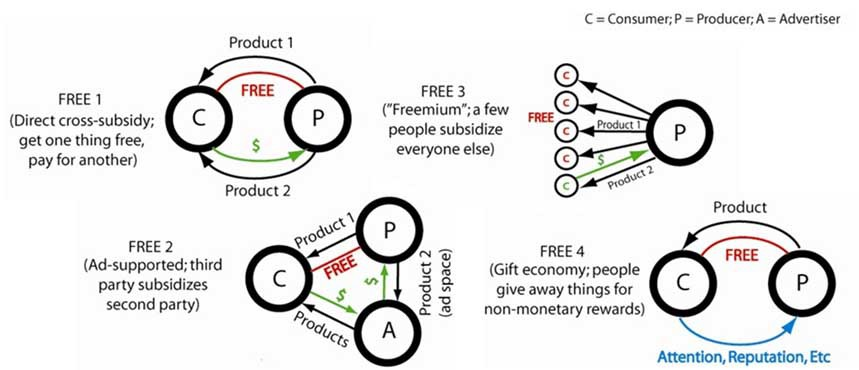 C = Consumer; P = Producer; A = Advertiser
FREE 1
(Direct cross-subsidy;
get one thing free,
pay for another)
Product 1
FREE
C
P
$
Product 2
FREE 3
("Freemium"; a few
people subsidize
everyone else)
FREE
C
C
C
C
C
Product 1
$
Product 2
P
FREE 2
(Ad-supported; third
party subsidizes
second party)
Product 1
P
C
FREE
$
$
Product 2
(ad space)
Products
A
FREE 4
(Gift economy; people
give away things for
non-monetary rewards)
Product
FREE
C
P
Attention, Reputation, Etc